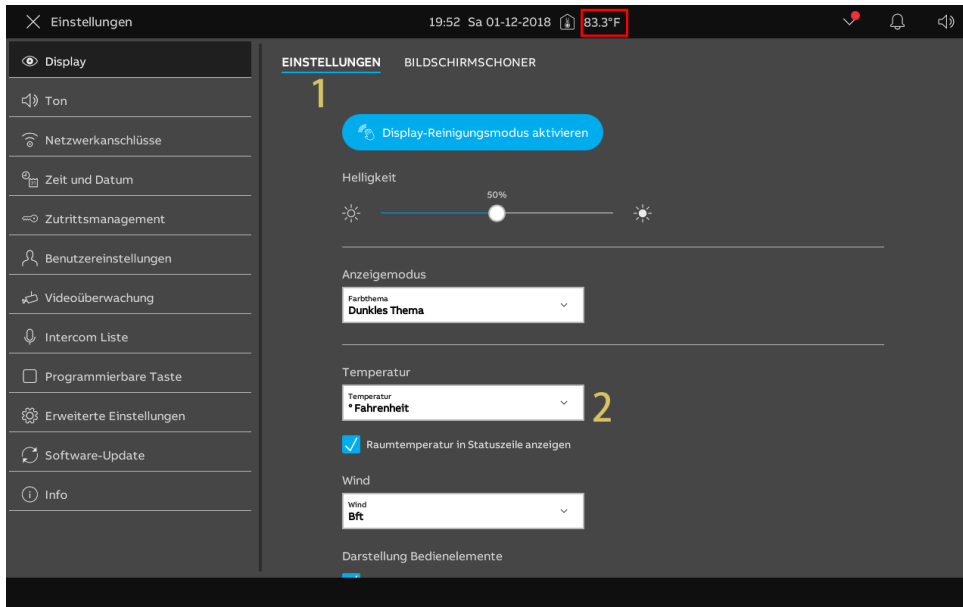 Einstellungen
19:52 Sa 01-12-2018 83.3°F
Display
Ton
Netzwerkanschlüsse
Zeit und Datum
Zutrittsmanagement
Benutzereinstellungen
Videoüberwachung
Intercom Liste
Programmierbare Taste
Erweiterte Einstellungen
Software-Update
Info
EINSTELLUNGEN BILDSCHIRMSCHONER
1
Display-Reinigungsmodus aktivieren
Helligkeit
50%
Anzeigemodus
Farbthema
Dunkles Thema
Temperatur
Temperatur
° Fahrenheit
2
Raumtemperatur in Statuszeile anzeigen
Wind
Wind
Bft
Darstellung Bedienelemente